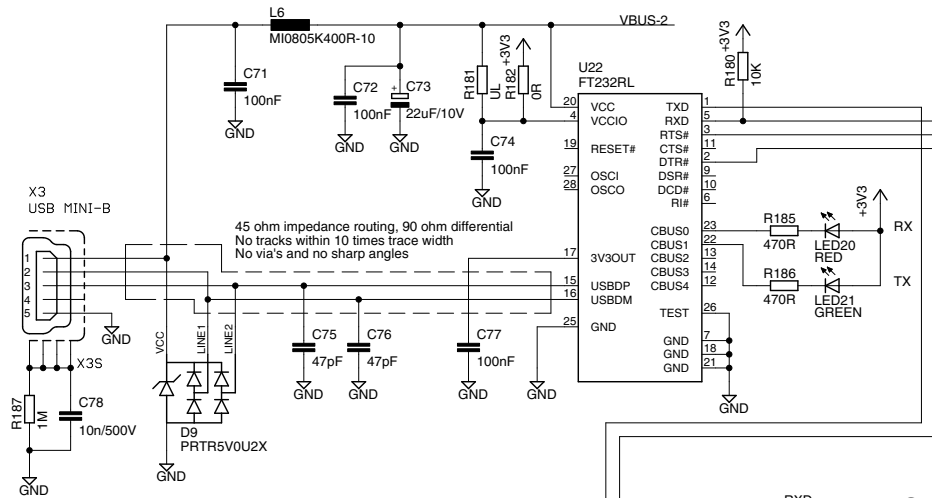 L6
MI0805K400R-10
VBUS-2
C71
100nF
GND
C72
100nF
GND
+
C73
22uF/10V
GND
R181
UL
+3V3
R182
0R
C74
100nF
GND
+3V3
R180
10K
U22
FT232RL
20 VCC
4 VCCIO
19 RESET#
27 OSCI
28 OSCO
17 3V3OUT
15 USBDP
16 USBDM
25 GND
TXD 1
RXD 5
RTS# 3
CTS# 11
DTR# 2
DSR# 9
DCD# 10
RI# 6
CBUS0 23
CBUS1 22
CBUS2 13
CBUS3 14
CBUS4 12
TEST 26
GND 7
GND 18
GND 21
GND
+3V3
R185
470R
LED20
RED
RX
R186
470R
LED21
GREEN
TX
X3
USB MINI-B
1
2
3
4
5
GND
X3S
45 ohm impedance routing, 90 ohm differential
No tracks within 10 times trace width
No via's and no sharp angles
VCC
LINE1
LINE2
D9
PRTR5V0U2X
GND
C75
47pF
GND
C76
47pF
GND
C77
100nF
GND
GND
R187
1M
C78
10n/500V
GND